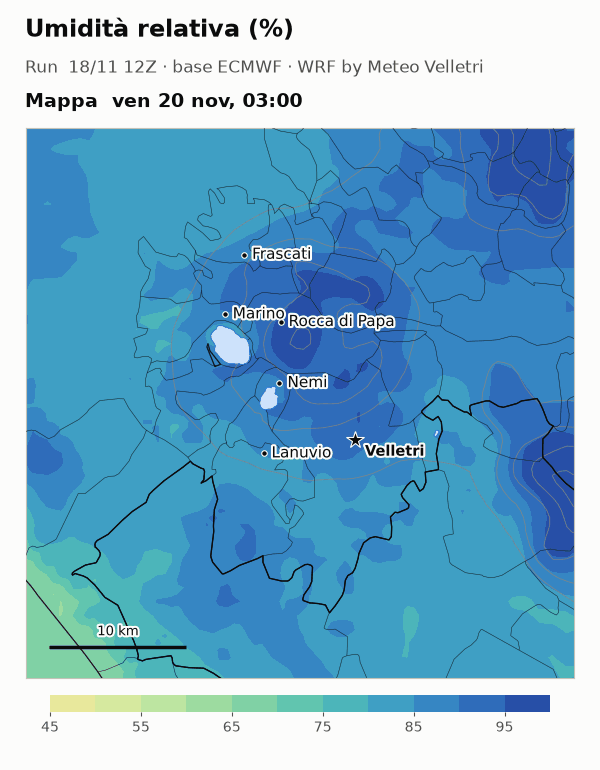 Umidità relativa (%)
Run  18/11 12Z · base ECMWF · WRF by Meteo Velletri
Mappa  ven 20 nov, 03:00
Frascati
Marino
Rocca di Papa
Nemi
Velletri
Lanuvio
10 km
45 55 65 75 85 95